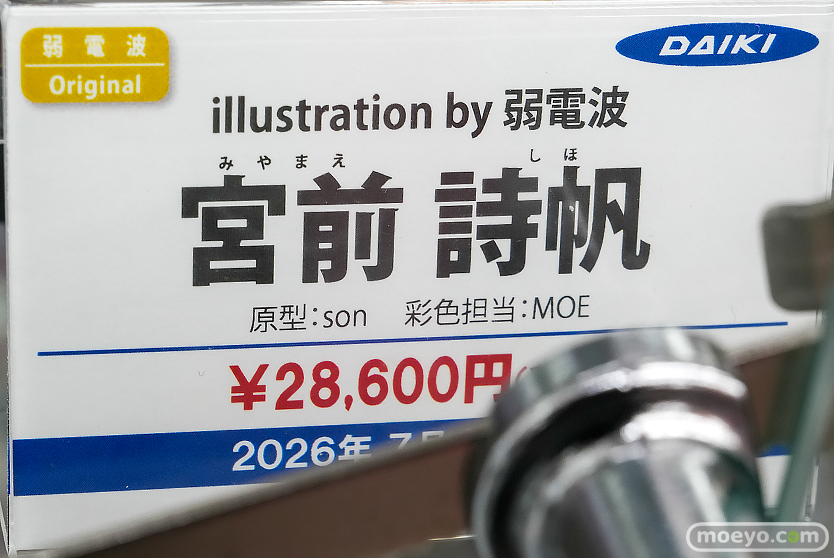 弱電波
Original
DAIKI
illustration by 弱電波
みやまえ しほ
宮前 詩帆
原型：son 彩色担当：MOE
¥28,600円
2026年 7月
moeyo.com